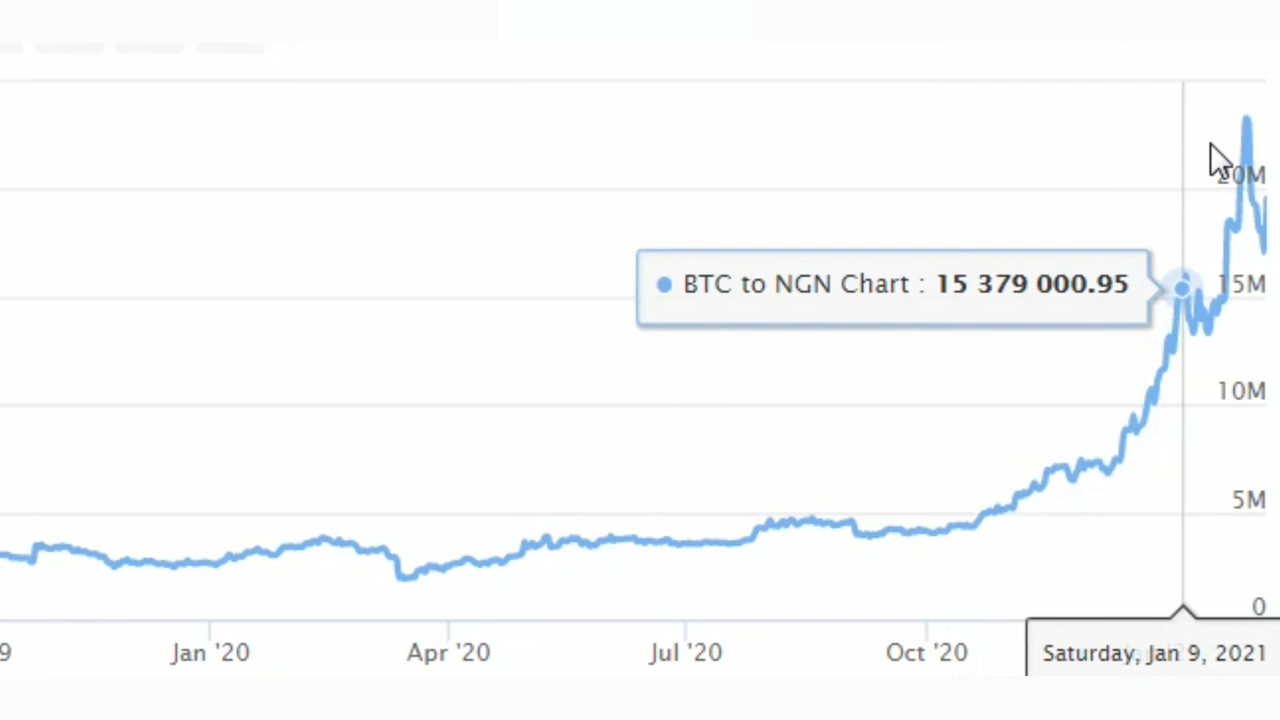 20M
BTC to NGN Chart : 15 379 000.95
15M
10M
5M
0
9
Jan '20
Apr '20
Jul '20
Oct '20
Saturday, Jan 9, 2021